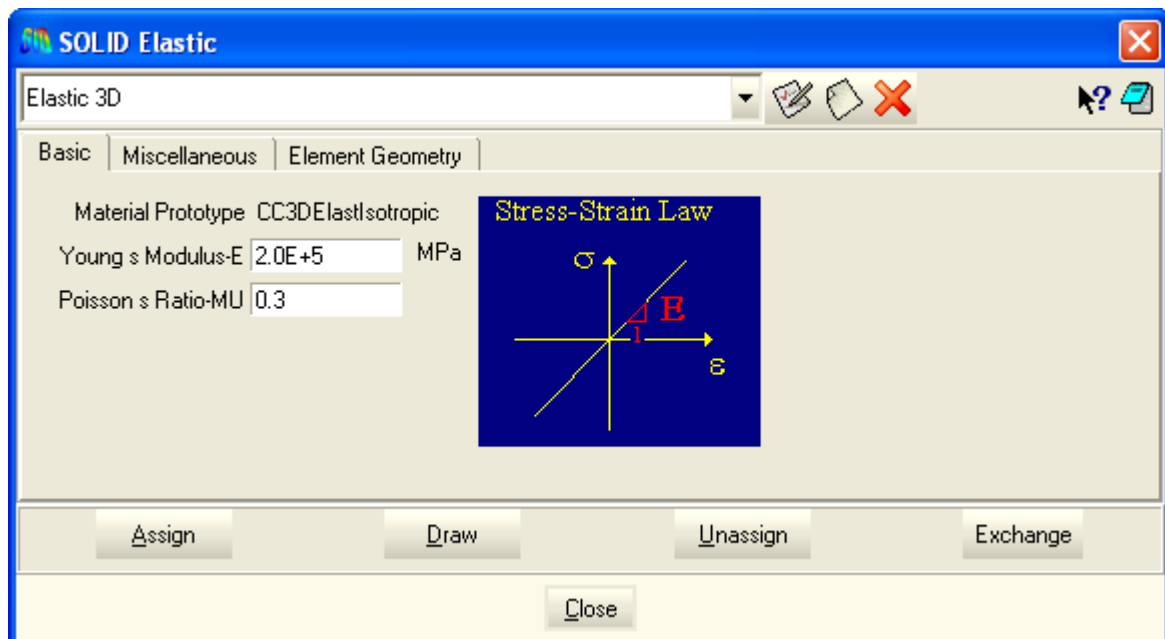 SOLID Elastic
Elastic 3D
Basic Miscellaneous Element Geometry
Material Prototype CC3DElastIsotropic
Young s Modulus-E 2.0E+5 MPa
Poisson s Ratio-MU 0.3
Stress-Strain Law
σ
E
1
ε
Assign Draw Unassign Exchange
Close